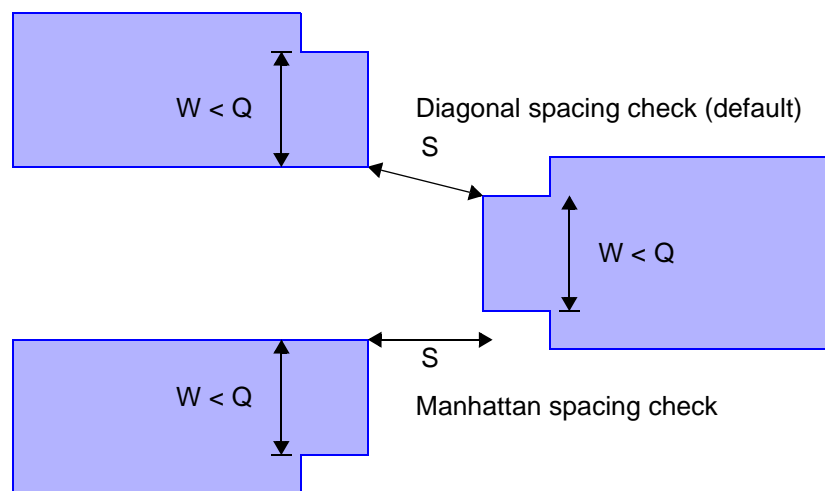 W < Q
Diagonal spacing check (default)
S
W < Q
S
W < Q
Manhattan spacing check